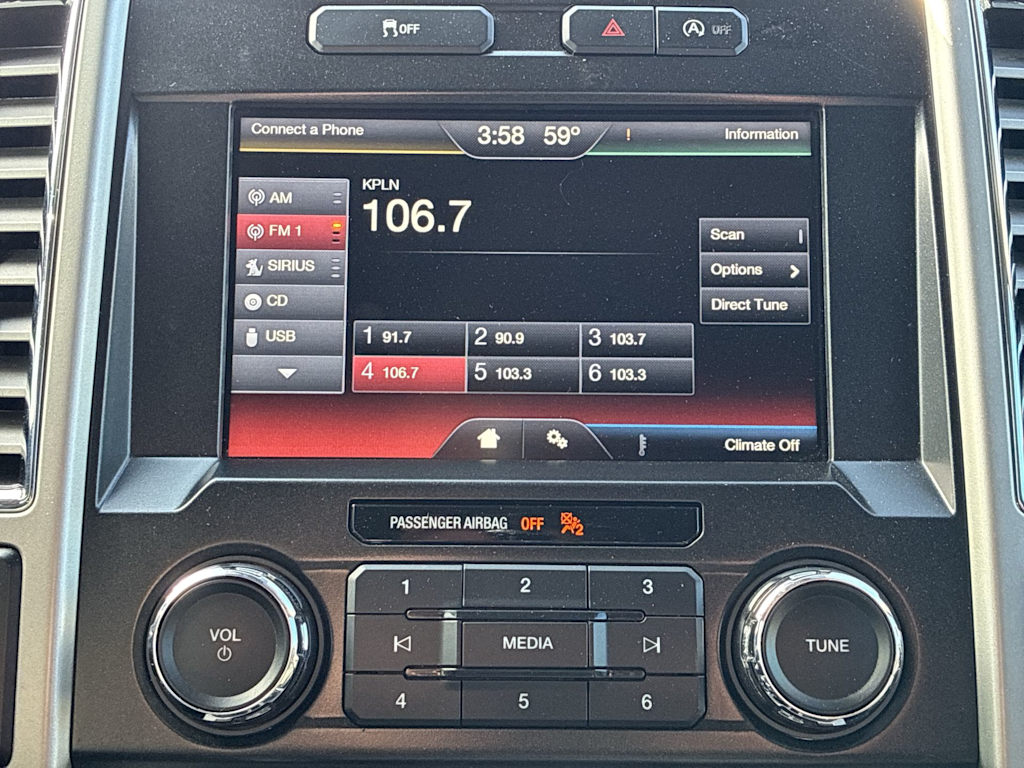 OFF
A OFF
Connect a Phone
3:58 59°
!
Information
AM
FM 1
SIRIUS
CD
USB
KPLN
106.7
Scan
Options
Direct Tune
1 91.7
2 90.9
3 103.7
4 106.7
5 103.3
6 103.3
Climate Off
PASSENGER AIRBAG OFF 2
1
2
3
VOL
MEDIA
TUNE
4
5
6